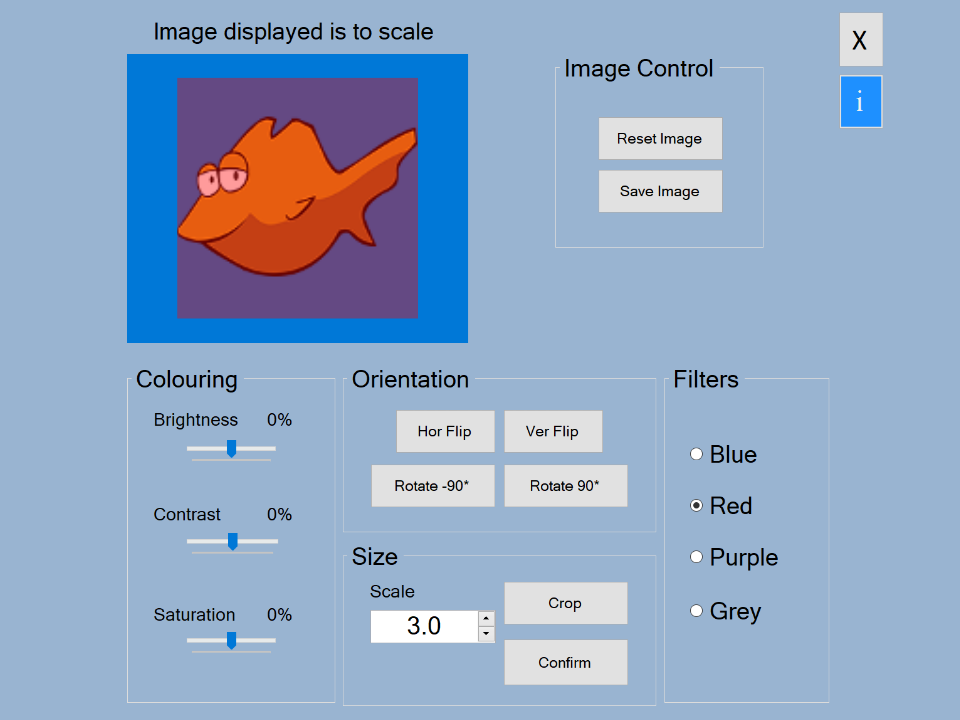 Image displayed is to scale
X
i
Image Control
Reset Image
Save Image
Colouring
Brightness 0%
Contrast 0%
Saturation 0%
Orientation
Hor Flip
Ver Flip
Rotate -90*
Rotate 90*
Size
Scale
3.0
Crop
Confirm
Filters
Blue
Red
Purple
Grey